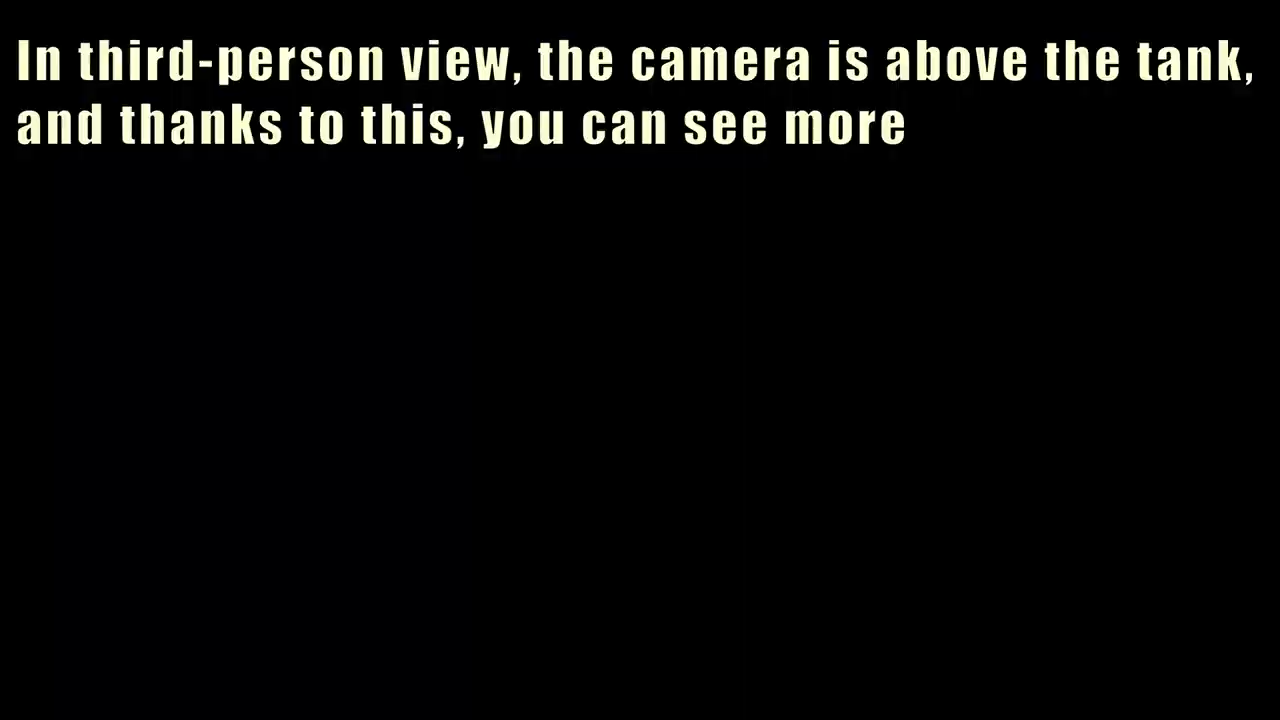 In third-person view, the camera is above the tank,
and thanks to this, you can see more